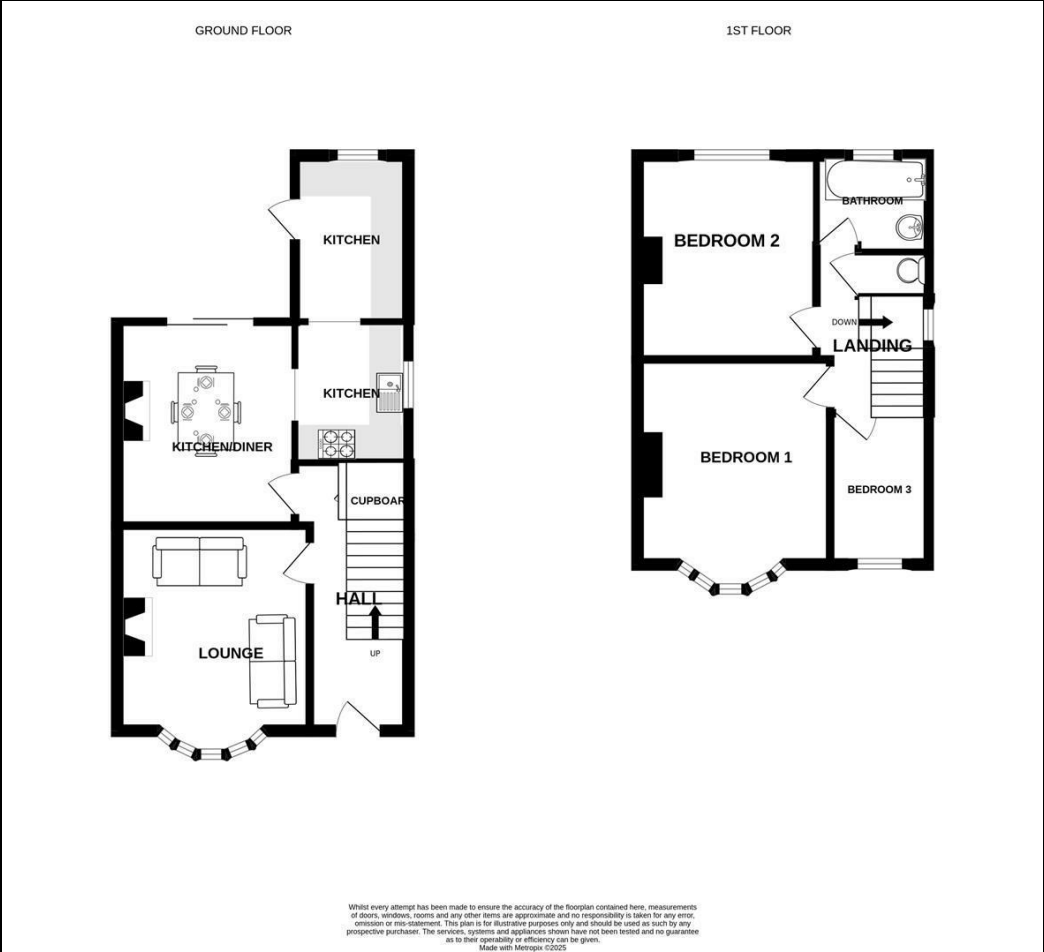 GROUND FLOOR
1ST FLOOR
KITCHEN
KITCHEN
KITCHEN/DINER
CUPBOAR
HALL
UP
LOUNGE
BATHROOM
BEDROOM 2
DOWN
LANDING
BEDROOM 1
BEDROOM 3
Whilst every attempt has been made to ensure the accuracy of the floorplan contained here, measurements
of doors, windows, rooms and any other items are approximate and no responsibility is taken for any error,
omission or mis-statement. This plan is for illustrative purposes only and should be used as such by any
prospective purchaser. The services, systems and appliances shown have not been tested and no guarantee
as to their operability or efficiency can be given.
Made with Metropix ©2025